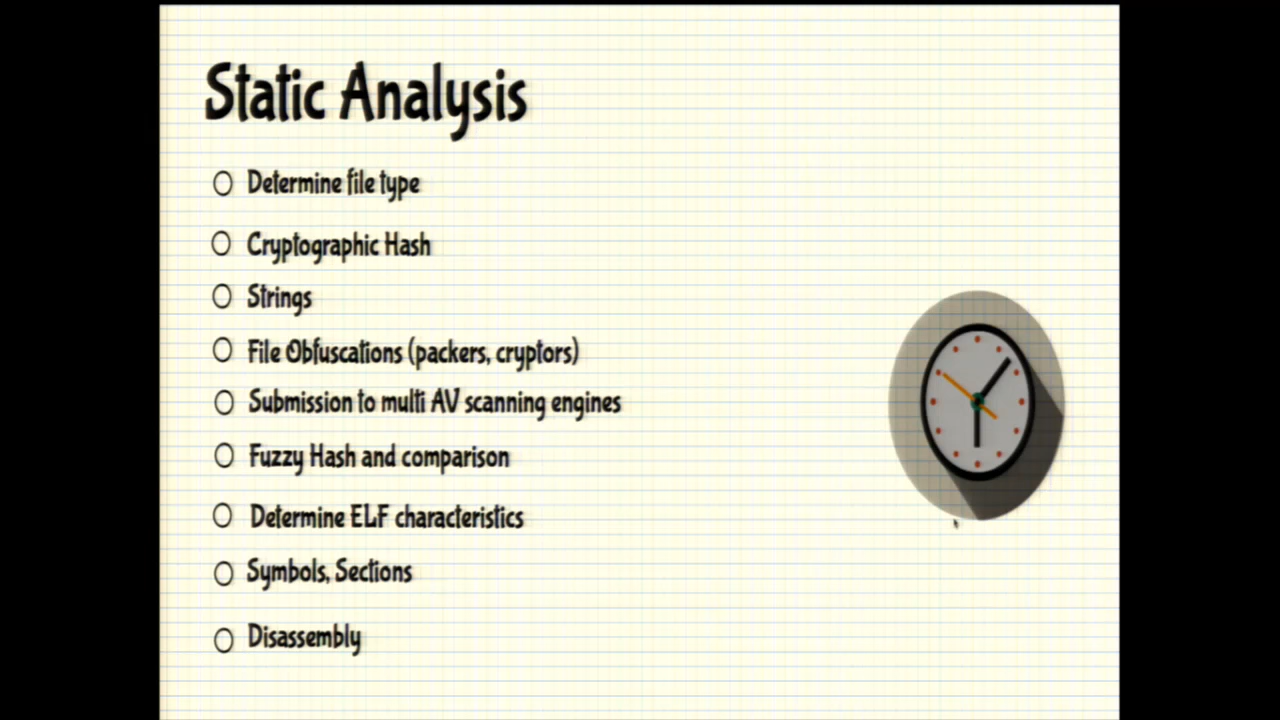 Static Analysis
Determine file type
Cryptographic Hash
Strings
File Obfuscations (packers, cryptors)
Submission to multi AV scanning engines
Fuzzy Hash and comparison
Determine ELF characteristics
Symbols, Sections
Disassembly